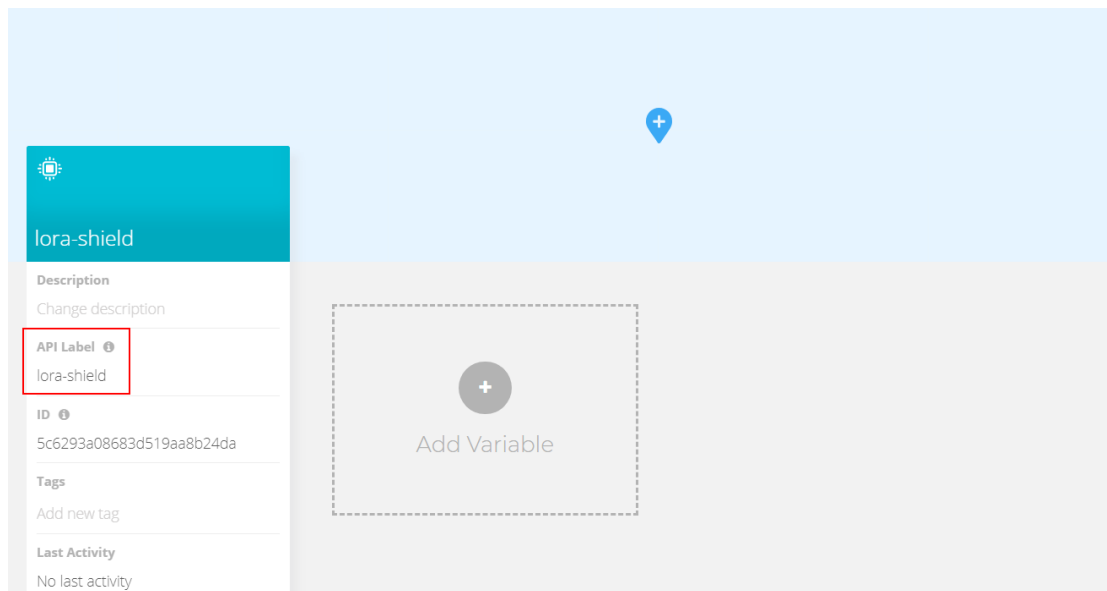 lora-shield
Description
Change description
API Label
lora-shield
ID
5c6293a08683d519aa8b24da
Tags
Add new tag
Last Activity
No last activity
Add Variable